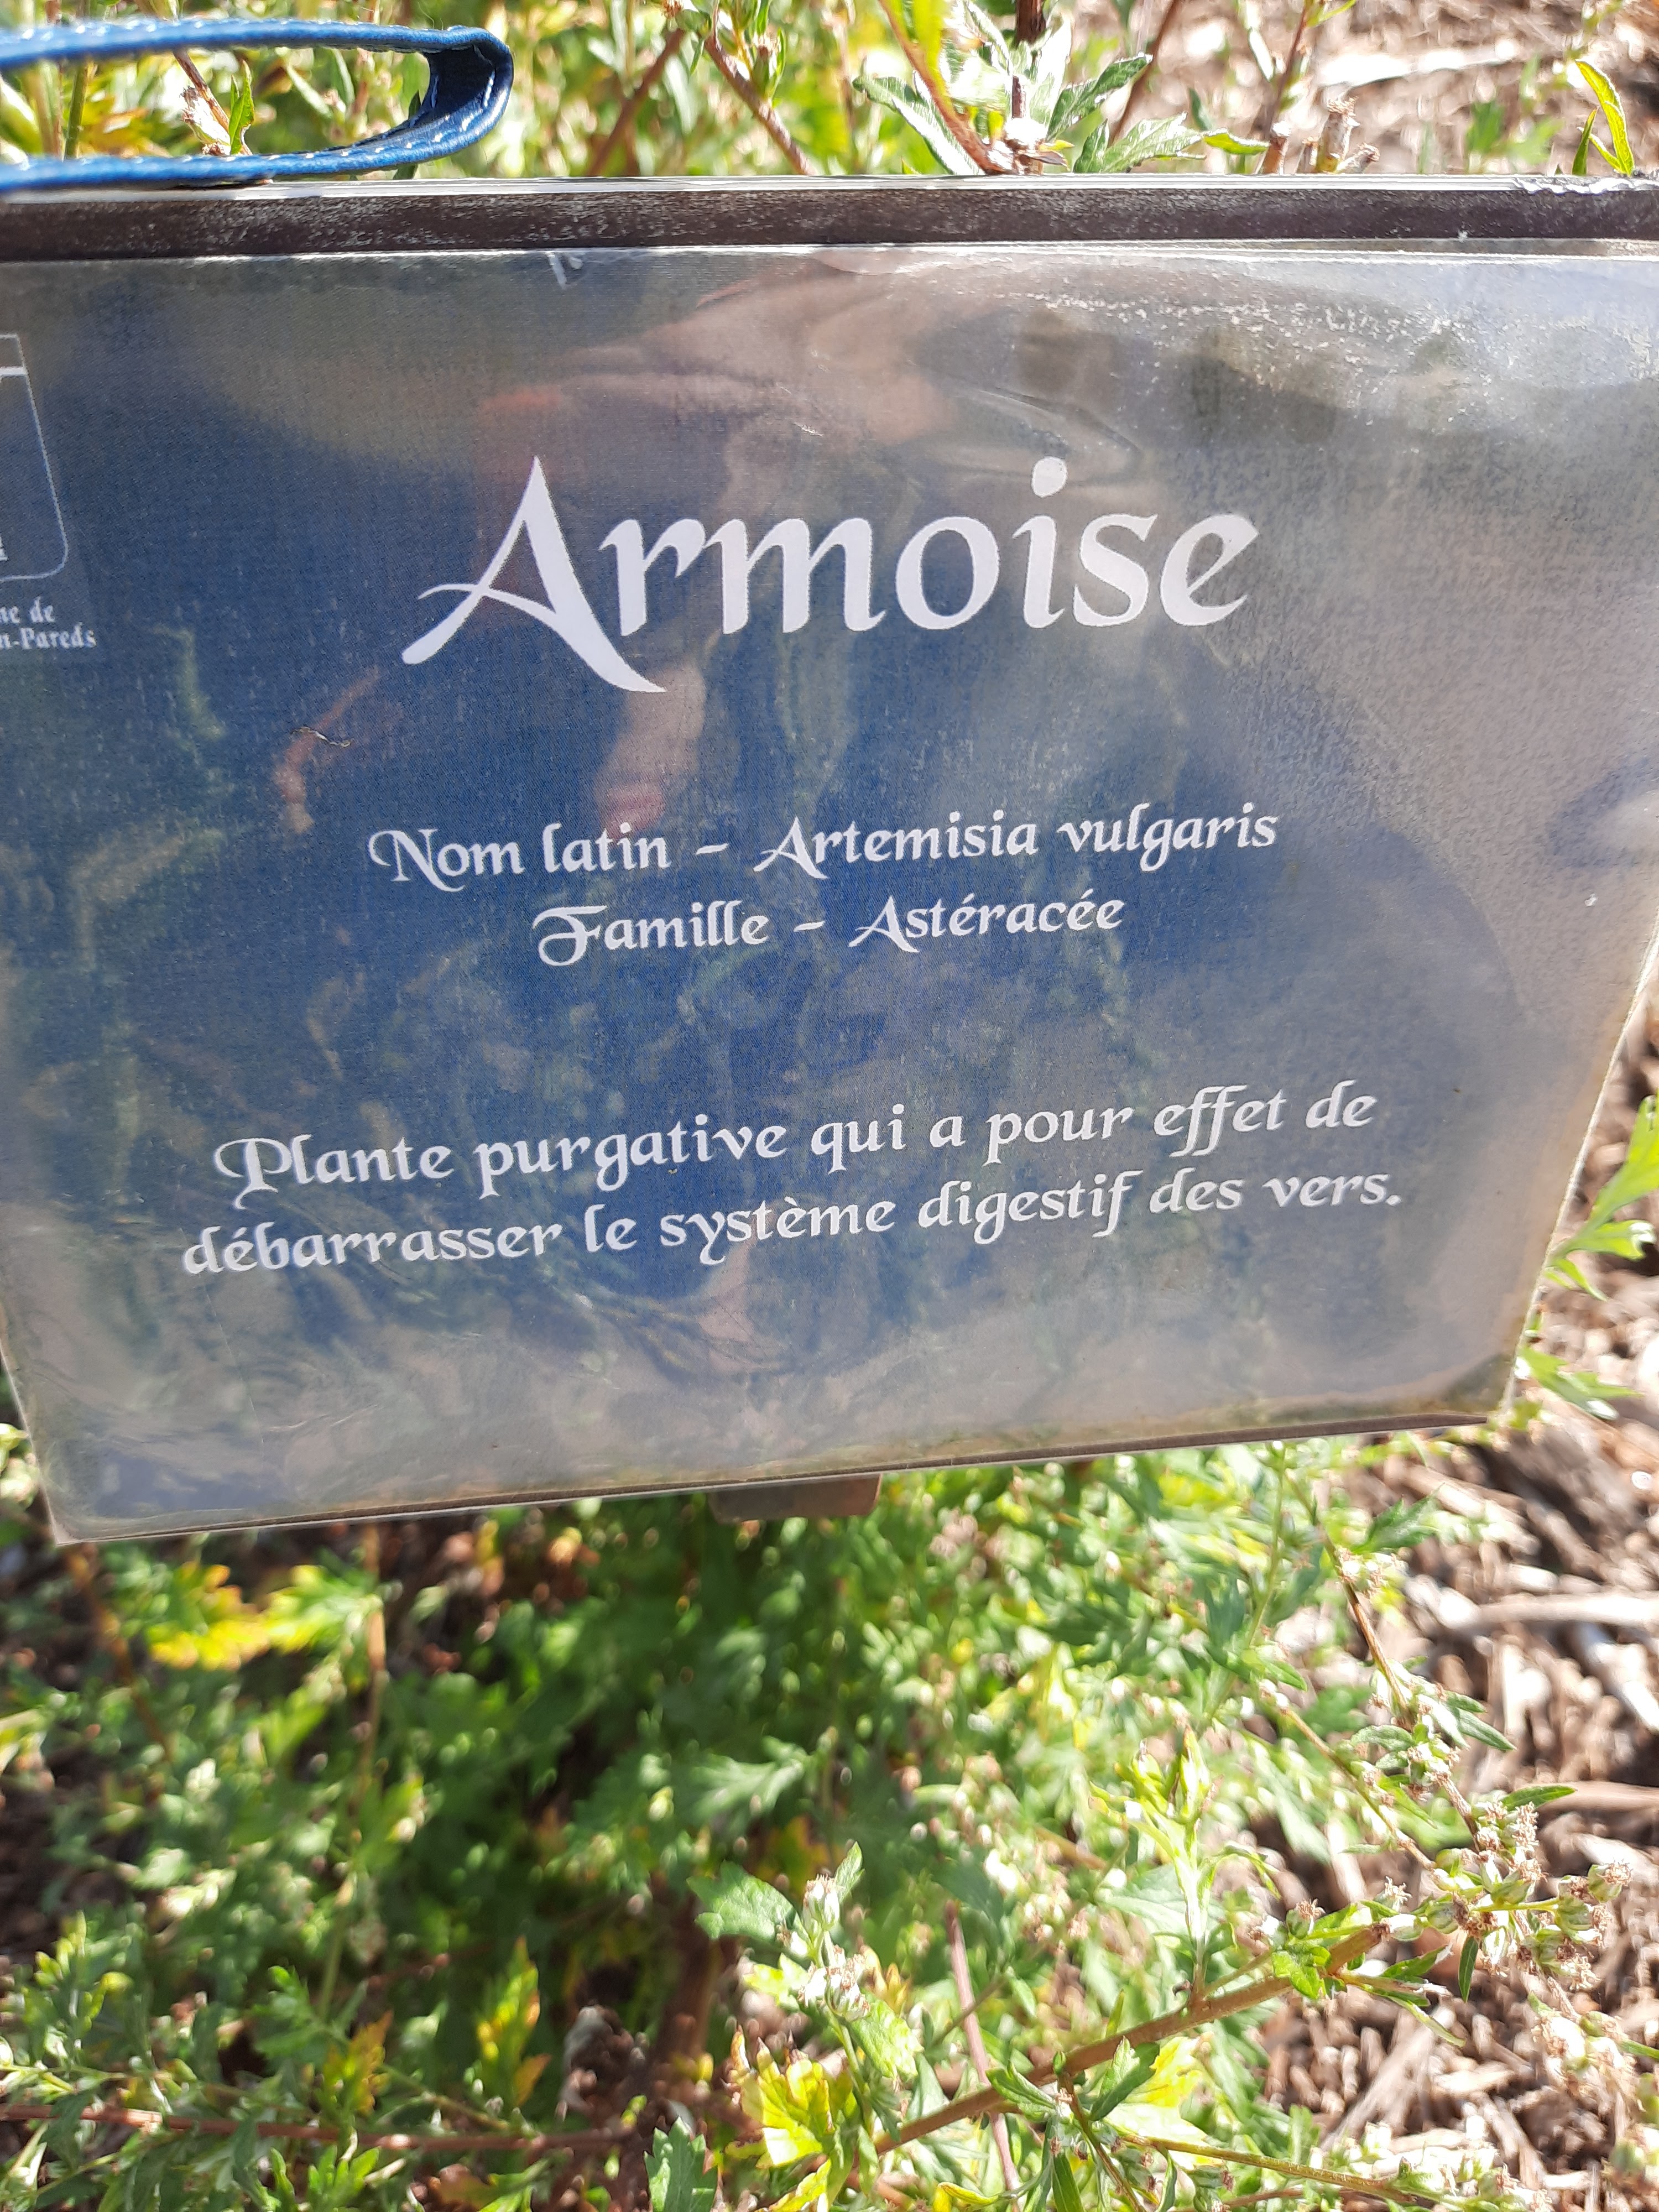 Armoise
de
Nom latin - Artemisia vulgaris
Famille - Astéracée
Plante purgative qui a pour effet de
débarrasser le système digestif des vers.